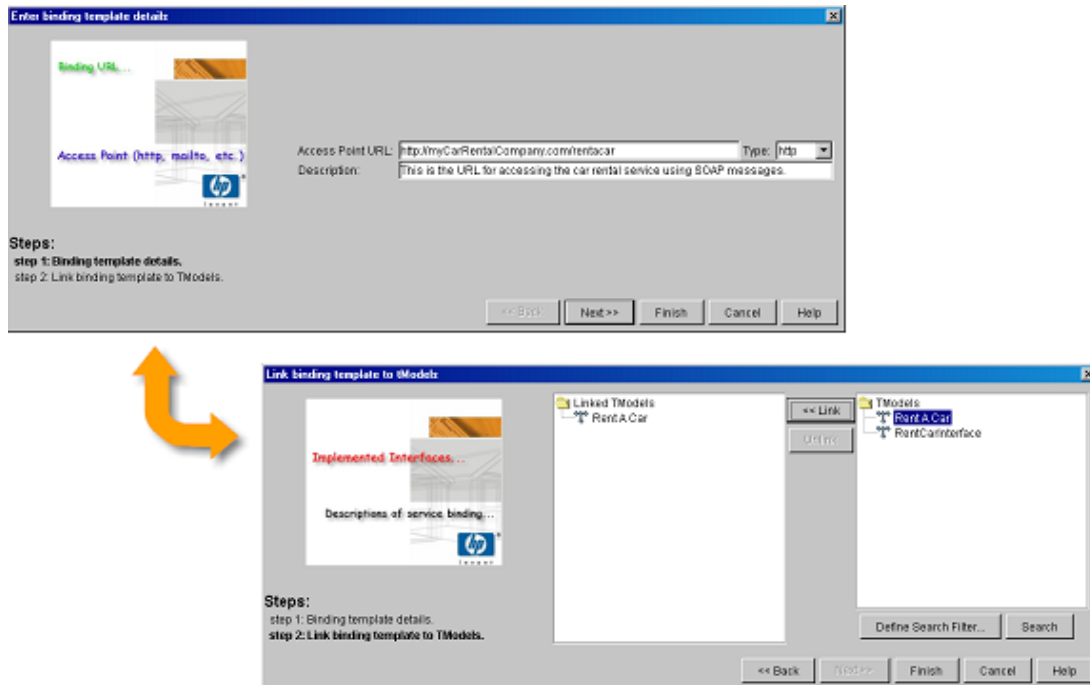 Enter binding template details
Binding URL...
Access Point (http, mailto, etc.)
hp
invent
Access Point URL: http://myCarRentalCompany.com/rentacar Type: http
Description: This is the URL for accessing the car rental service using SOAP messages.
Steps:
step 1: Binding template details.
step 2: Link binding template to TModels.
<< Back Next >> Finish Cancel Help
Link binding template to tModels
Implemented Interfaces...
Descriptions of service binding...
hp
invent
Steps:
step 1: Binding template details.
step 2: Link binding template to TModels.
Linked TModels
Rent A Car
<< Link
Unlink
TModels
Rent A Car
RentCarInterface
Define Search Filter... Search
<< Back Next >> Finish Cancel Help